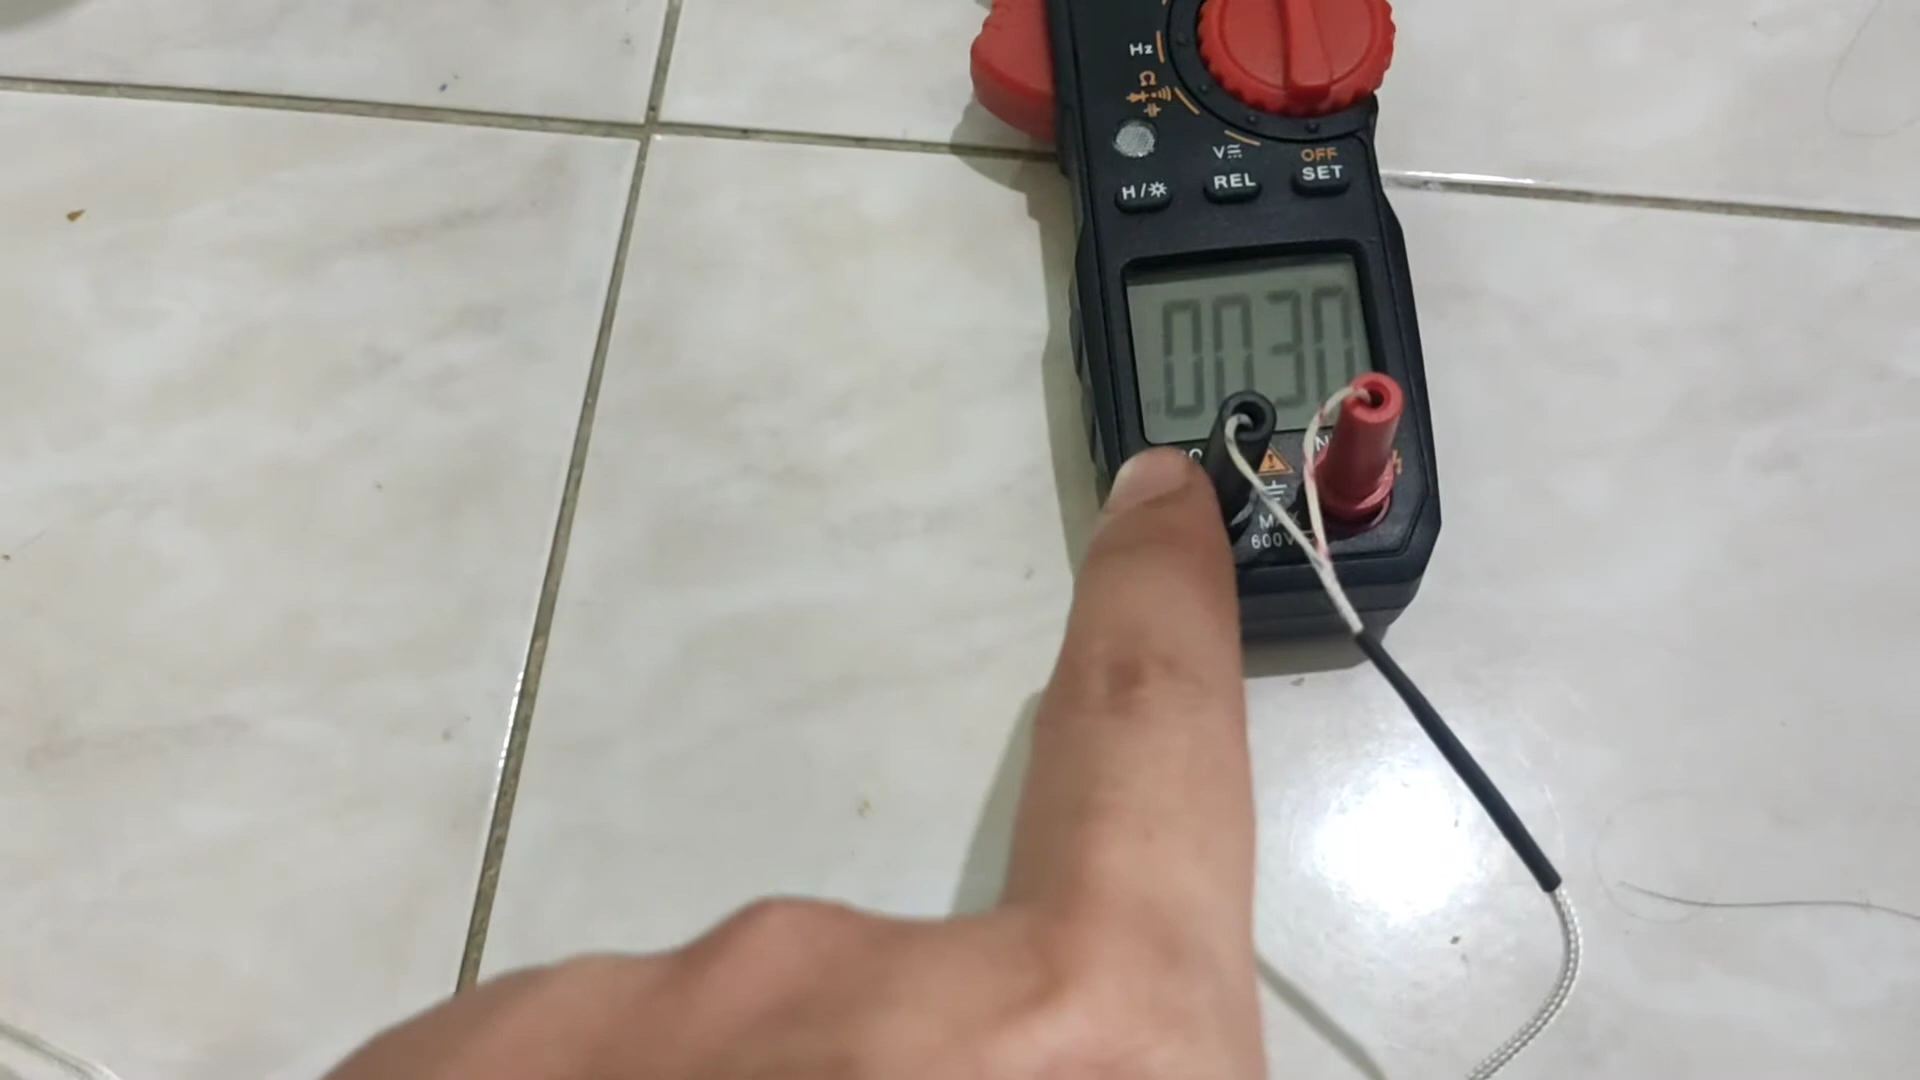 Hz
Ω
V
OFF
H/☼ REL SET
0030
600V